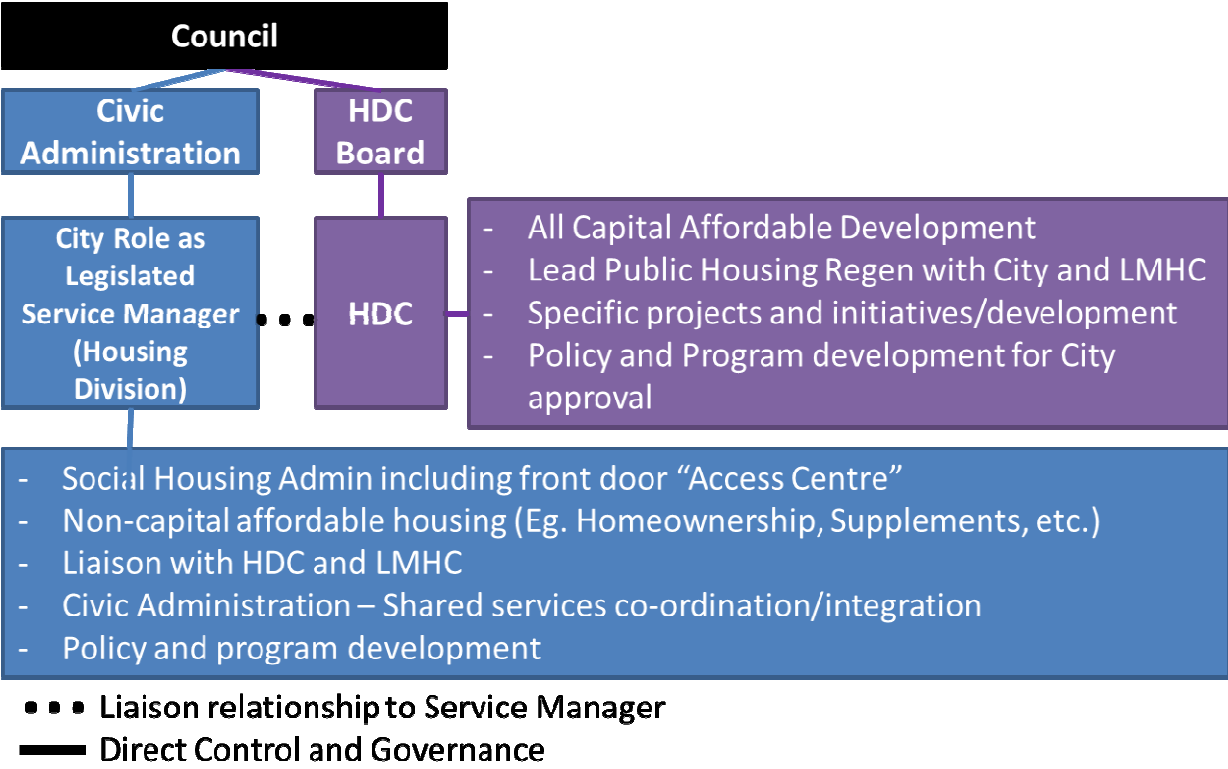 Council
Civic
Administration
HDC
Board
City Role as
Legislated
Service Manager
(Housing
Division)
HDC
- All Capital Affordable Development
- Lead Public Housing Regen with City and LMHC
- Specific projects and initiatives/development
- Policy and Program development for City
approval
- Social Housing Admin including front door “Access Centre”
- Non-capital affordable housing (Eg. Homeownership, Supplements, etc.)
- Liaison with HDC and LMHC
- Civic Administration – Shared services co-ordination/integration
- Policy and program development
Liaison relationship to Service Manager
Direct Control and Governance